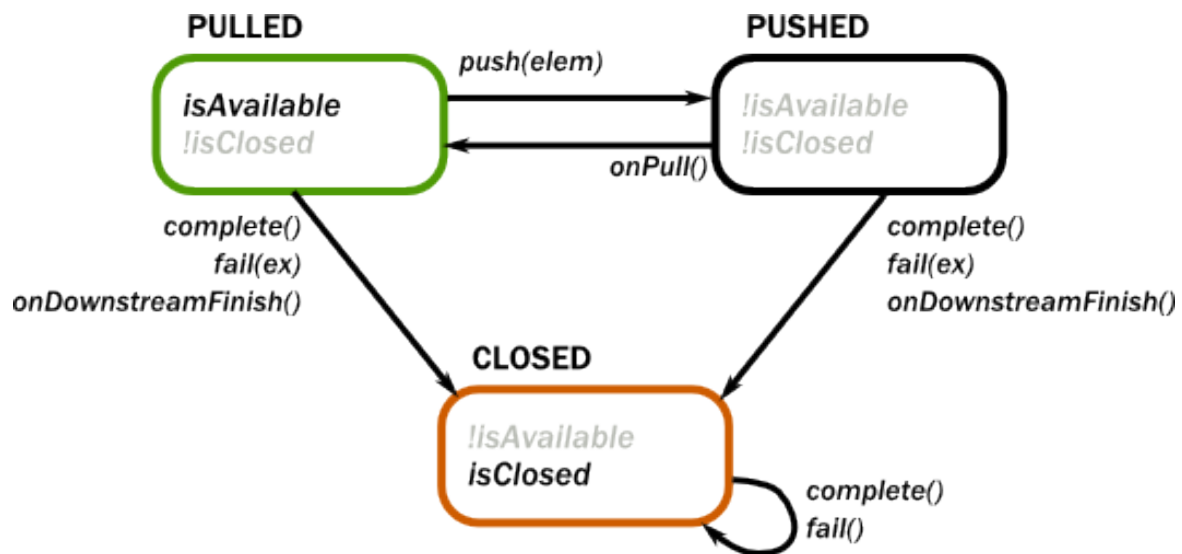 PULLED
PUSHED
push(elem)
isAvailable
!isClosed
!isAvailable
!isClosed
onPull()
complete()
fail(ex)
onDownstreamFinish()
complete()
fail(ex)
onDownstreamFinish()
CLOSED
!isAvailable
isClosed
complete()
fail()